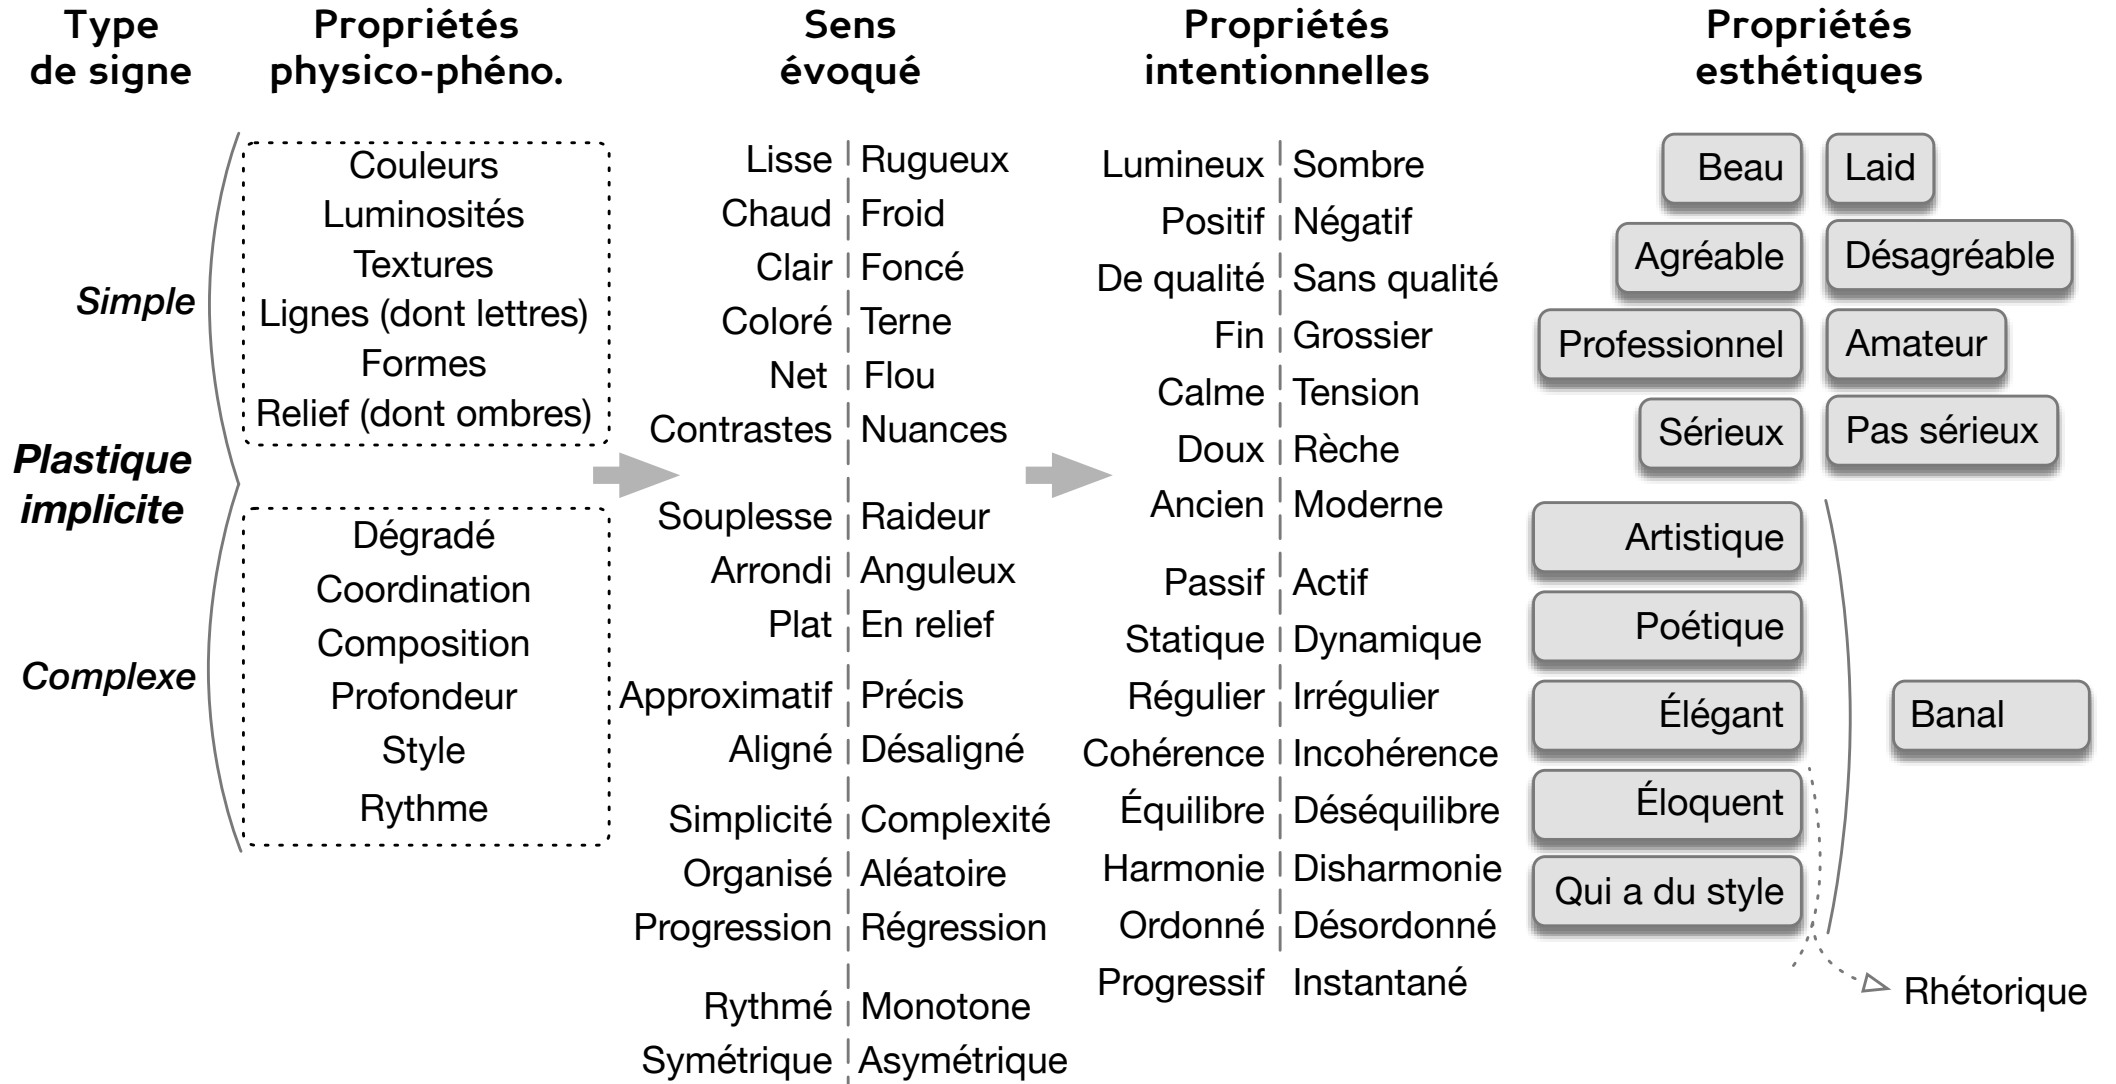 Type
de signe
Propriétés
physico-phéno.
Sens
évoqué
Propriétés
intentionnelles
Propriétés
esthétiques
Simple
Plastique
implicite
Complexe
Couleurs
Luminosités
Textures
Lignes (dont lettres)
Formes
Relief (dont ombres)
Dégradé
Coordination
Composition
Profondeur
Style
Rythme
Lisse Rugueux
Chaud Froid
Clair Foncé
Coloré Terne
Net Flou
Contrastes Nuances
Souplesse Raideur
Arrondi Anguleux
Plat En relief
Approximatif Précis
Aligné Désaligné
Simplicité Complexité
Organisé Aléatoire
Progression Régression
Rythmé Monotone
Symétrique Asymétrique
Lumineux Sombre
Positif Négatif
De qualité Sans qualité
Fin Grossier
Calme Tension
Doux Rèche
Ancien Moderne
Passif Actif
Statique Dynamique
Régulier Irrégulier
Cohérence Incohérence
Équilibre Déséquilibre
Harmonie Disharmonie
Ordonné Désordonné
Progressif Instantané
Beau Laid
Agréable Désagréable
Professionnel Amateur
Sérieux Pas sérieux
Artistique
Poétique
Élégant
Banal
Éloquent
Qui a du style
Rhétorique